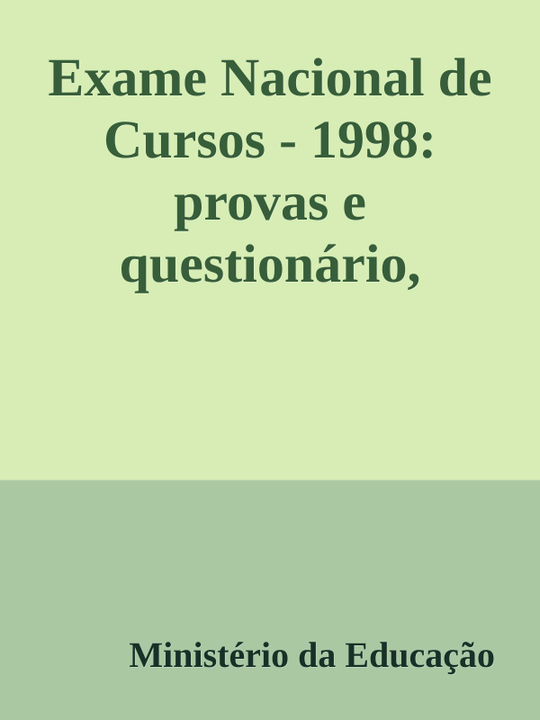 Exame Nacional de
Cursos - 1998:
provas e
questionário,
Ministério da Educação